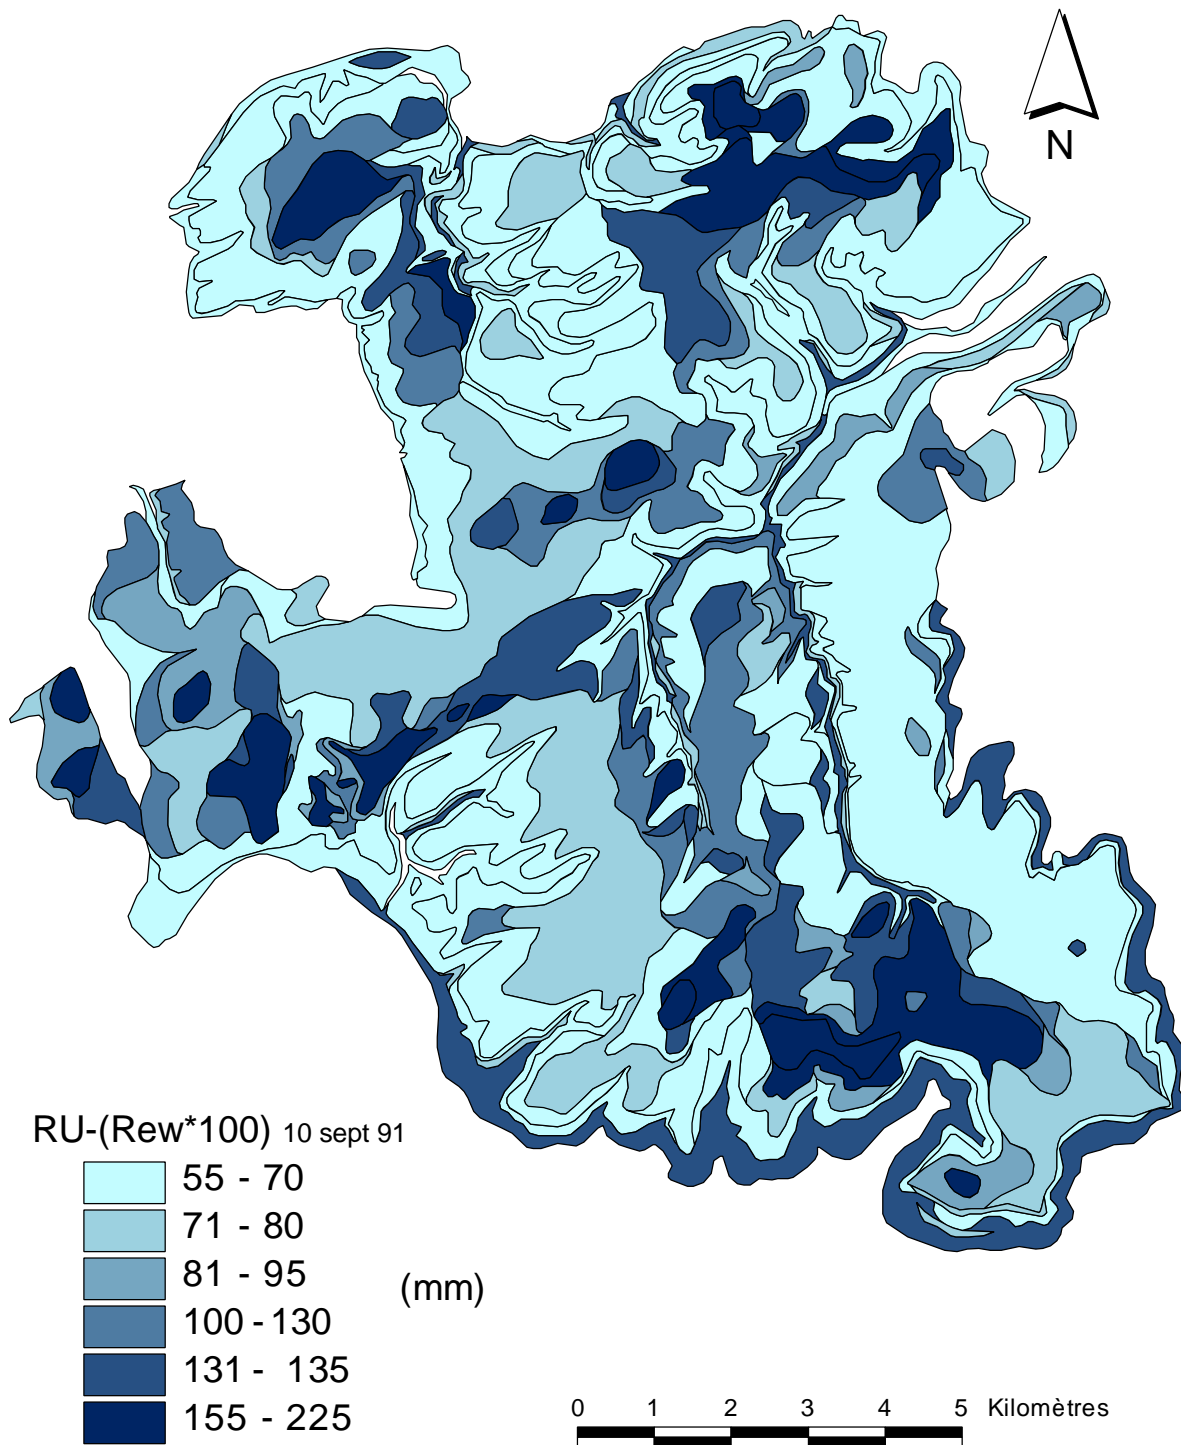 N
RU-(Rew*100) 10 sept 91
55 - 70
71 - 80
81 - 95
(mm)
100 - 130
131 - 135
155 - 225
0 1 2 3 4 5 Kilomètres